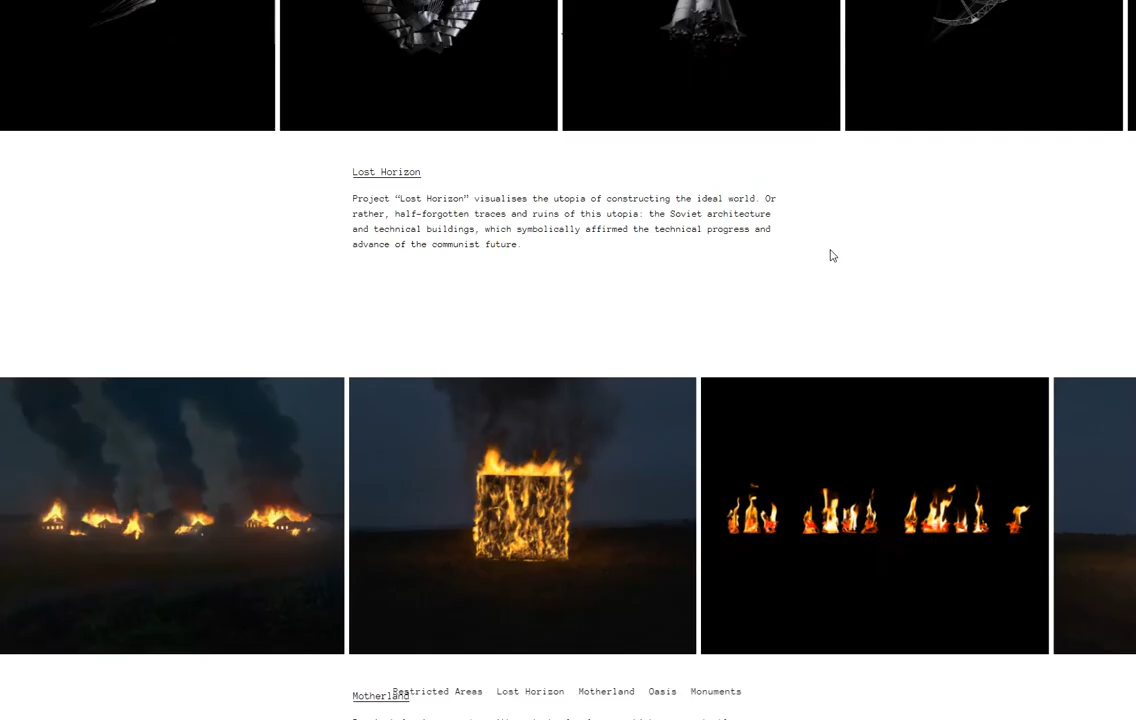 Lost Horizon
Project “Lost Horizon” visualises the utopia of constructing the ideal world. Or
rather, half-forgotten traces and ruins of this utopia: the Soviet architecture
and technical buildings, which symbolically affirmed the technical progress and
advance of the communist future.
Motherland
Restricted Areas Lost Horizon Motherland Oasis Monuments